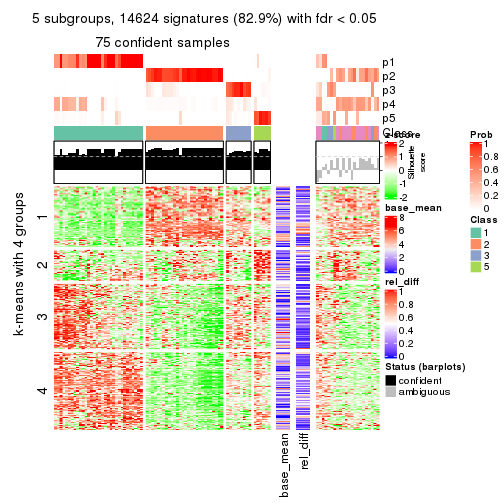 5 subgroups, 14624 signatures (82.9%) with fdr < 0.05
75 confident samples
p1
p2
p3
p4
p5
Class
Silhouette
score
k-means with 4 groups
1
2
3
4
base_mean
rel_diff
z-score
2
1
0
-1
-2
base_mean
8
6
4
2
0
rel_diff
1
0.8
0.6
0.4
0.2
0
Status (barplots)
confident
ambiguous
Prob
1
0.8
0.6
0.4
0.2
0
Class
1
2
3
5